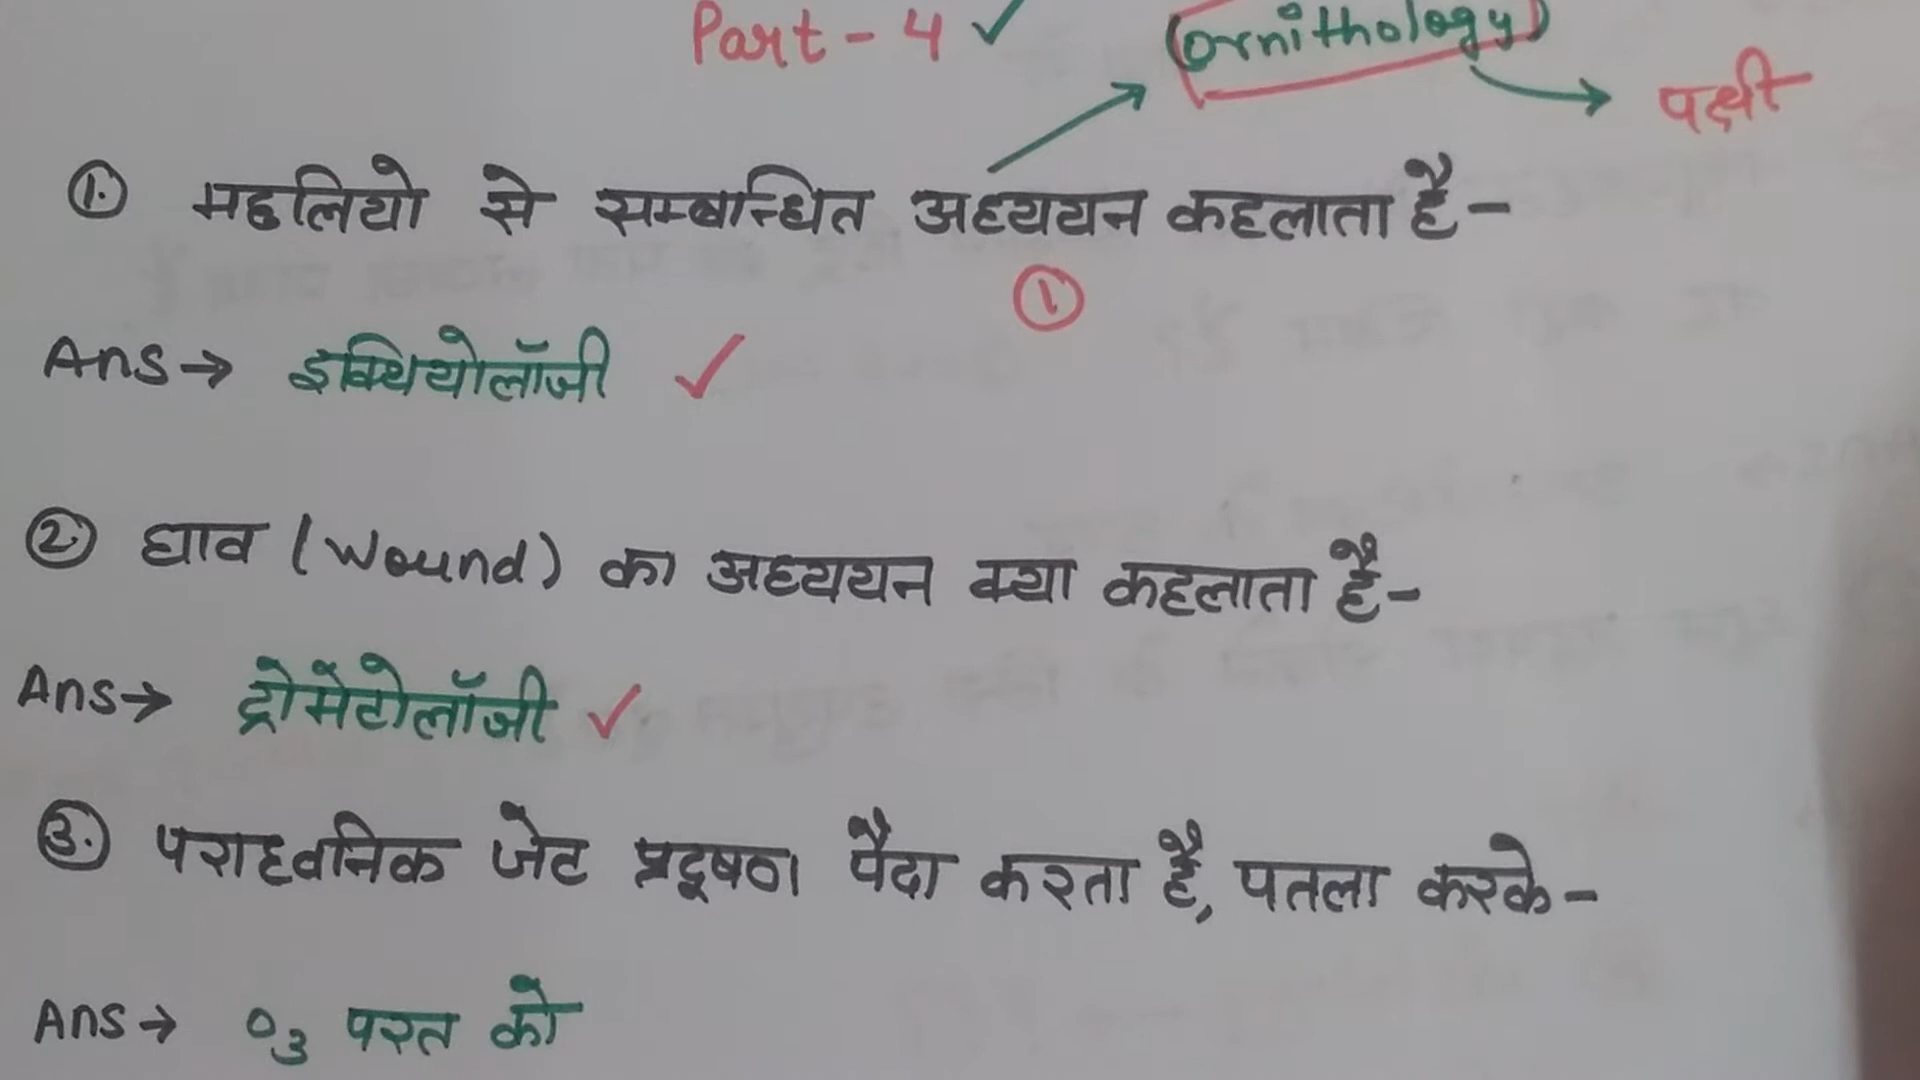 Part - 4 ✓ (Ornithology) → पक्षी
①. मछलियो से सम्बन्धित अध्ययन कहलाता है -
①
Ans → इक्थियोलॉजी ✓
②. घाव (Wound) का अध्ययन क्या कहलाता है -
Ans → ट्रोमेटोलॉजी ✓
③. पराध्वनिक जेट प्रदूषण पैदा करता है, पतला करके -
Ans → O₃ परत को